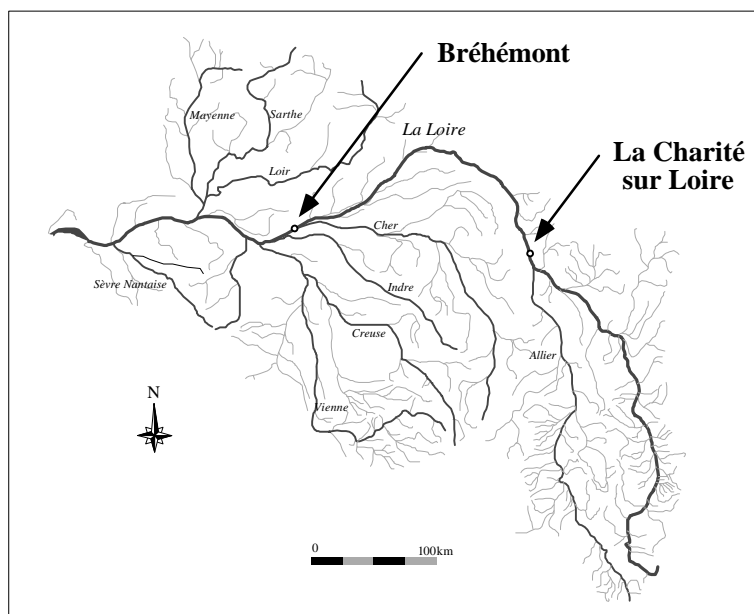 Bréhémont
La Charité
sur Loire
La Loire
Mayenne
Sarthe
Loir
Cher
Sèvre Nantaise
Indre
Creuse
Allier
Vienne
N
0
100km